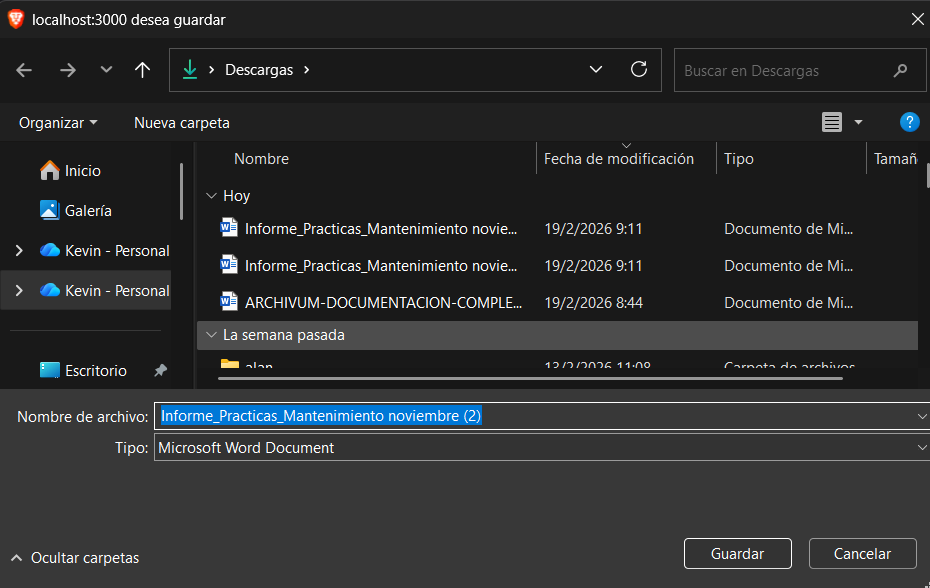 localhost:3000 desea guardar
Descargas
Buscar en Descargas
Organizar
Nueva carpeta
?
Nombre
Fecha de modificación
Tipo
Tamañ
Inicio
Galería
Kevin - Personal
Kevin - Personal
Escritorio
Hoy
Informe_Practicas_Mantenimiento novie... 19/2/2026 9:11 Documento de Mi...
Informe_Practicas_Mantenimiento novie... 19/2/2026 9:11 Documento de Mi...
ARCHIVUM-DOCUMENTACION-COMPLE... 19/2/2026 8:44 Documento de Mi...
La semana pasada
alan 13/2/2026 11:08 Carpeta de archivos
Nombre de archivo: Informe_Practicas_Mantenimiento noviembre (2)
Tipo: Microsoft Word Document
Ocultar carpetas
Guardar
Cancelar